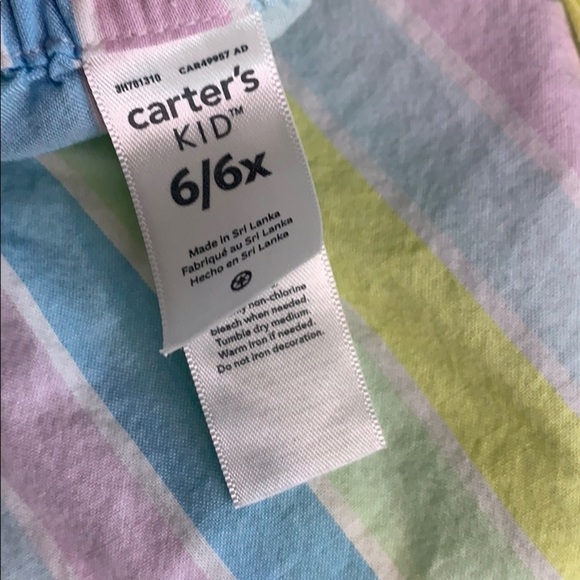 3H781310 CAR49957 AD
carter's
KID™
6/6x
Made in Sri Lanka
Fabriqué au Sri Lanka
Hecho en Sri Lanka
non-chlorine
bleach when needed.
Tumble dry medium.
Warm iron if needed.
Do not iron decoration.